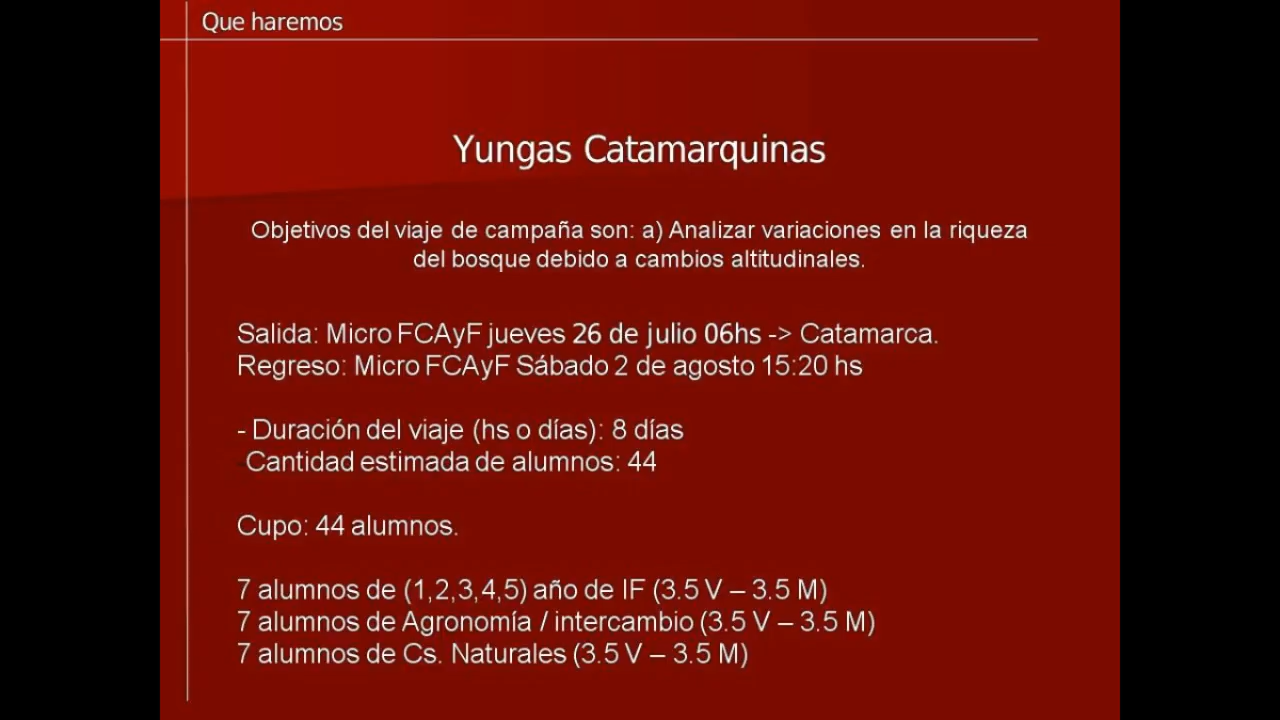 Que haremos
Yungas Catamarquinas
Objetivos del viaje de campaña son: a) Analizar variaciones en la riqueza
del bosque debido a cambios altitudinales.
Salida: Micro FCAyF jueves 26 de julio 06hs -> Catamarca.
Regreso: Micro FCAyF Sábado 2 de agosto 15:20 hs
- Duración del viaje (hs o días): 8 días
-Cantidad estimada de alumnos: 44
Cupo: 44 alumnos.
7 alumnos de (1,2,3,4,5) año de IF (3.5 V – 3.5 M)
7 alumnos de Agronomía / intercambio (3.5 V – 3.5 M)
7 alumnos de Cs. Naturales (3.5 V – 3.5 M)